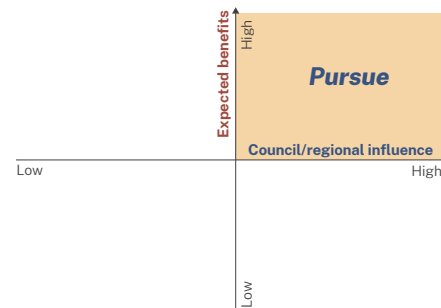 Expected benefits
High
Pursue
Council/regional influence
Low
High
Low